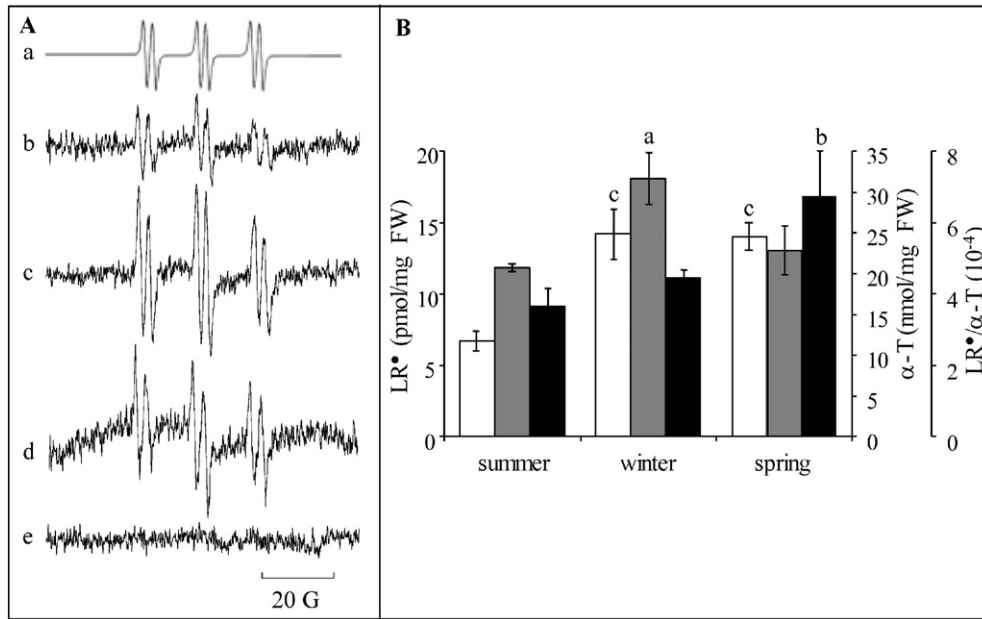 A
a
b
c
d
e
20 G
B
LR• (pmol/mg FW)
20
15
10
5
0
c
a
c
b
summer
winter
spring
35
30
25
20
15
10
5
0
α-T (nmol/mg FW)
8
6
4
2
0
LR•/α-T (10⁻⁴)